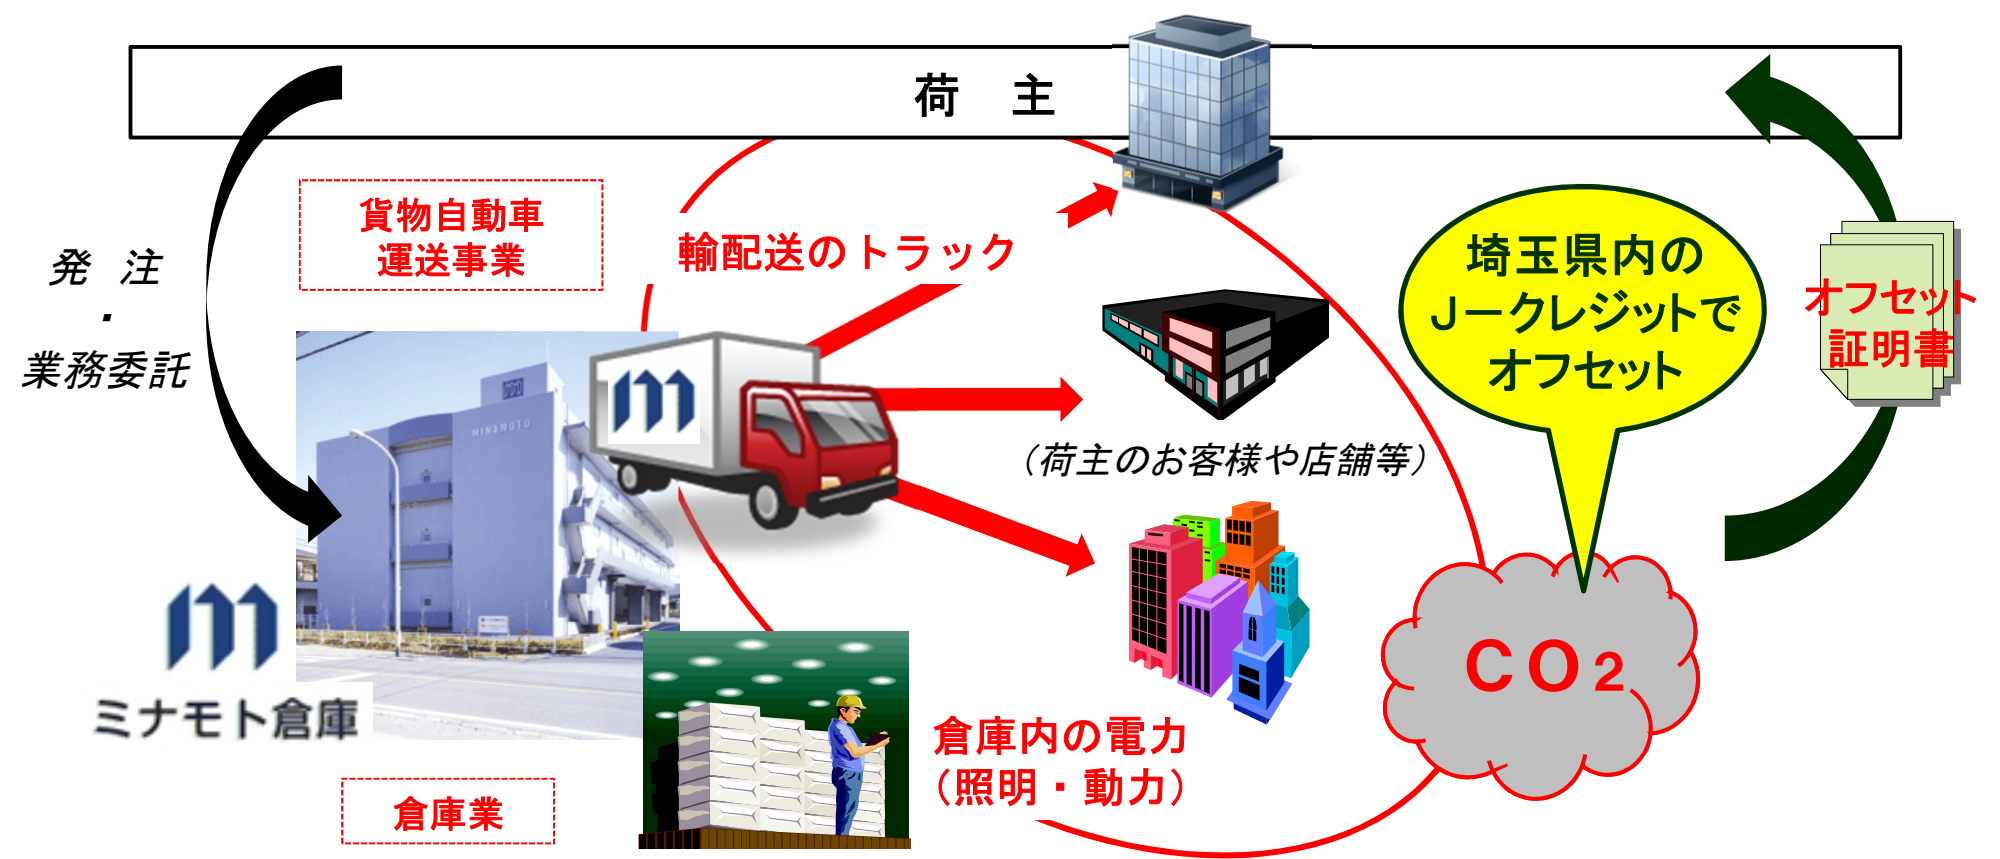 荷　主
貨物自動車
運送事業
発　注
・
業務委託
輸配送のトラック
埼玉県内の
Ｊークレジットで
オフセット
オフセット
証明書
MINAMOTO
（荷主のお客様や店舗等）
ミナモト倉庫
CO2
倉庫内の電力
（照明・動力）
倉庫業